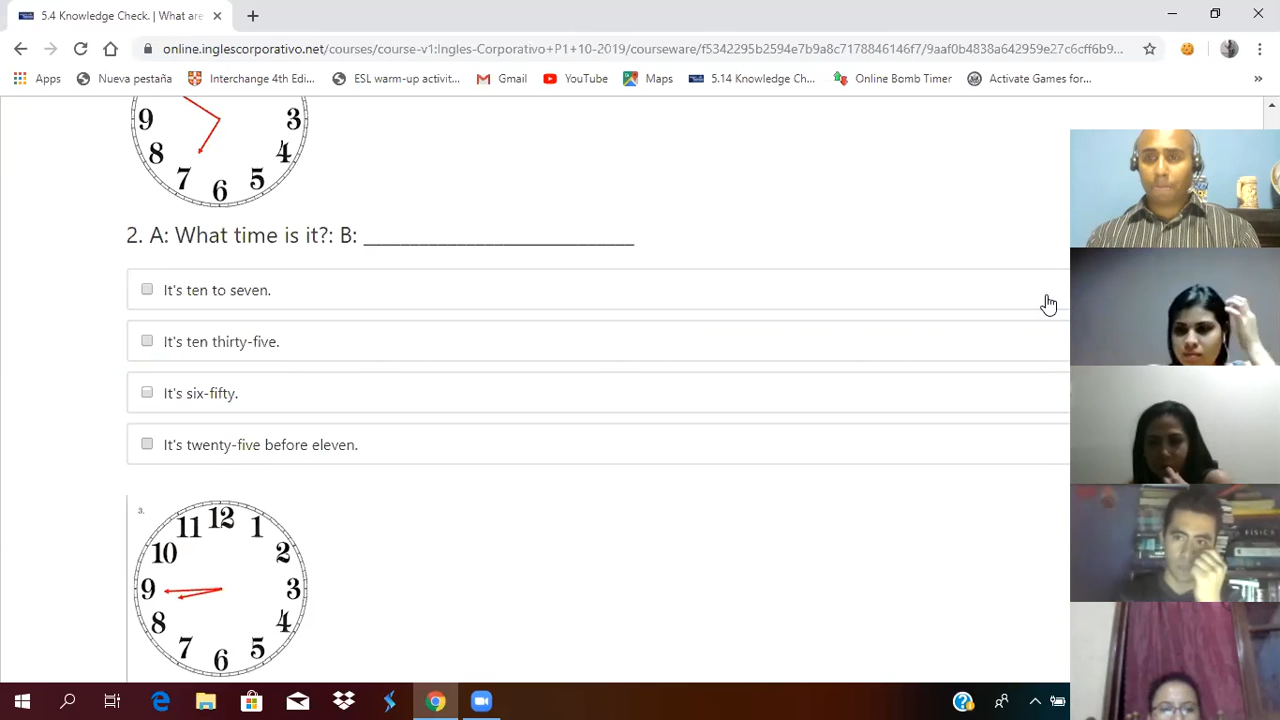 5.4 Knowledge Check. | What are
online.inglescorporativo.net/courses/course-v1:Ingles-Corporativo+P1+10-2019/courseware/f5342295b2594e7b9a8c7178846146f7/9aaf0b4838a642959e27c6cff6b9...
Apps Nueva pestaña Interchange 4th Edi... ESL warm-up activit... Gmail YouTube Maps 5.14 Knowledge Ch... Online Bomb Timer Activate Games for... »
9 3
8 4
7 6 5
2. A: What time is it?: B: ____________________
It's ten to seven.
It's ten thirty-five.
It's six-fifty.
It's twenty-five before eleven.
3.
11 12 1
10 2
9 3
8 4
7 6 5
FISICA